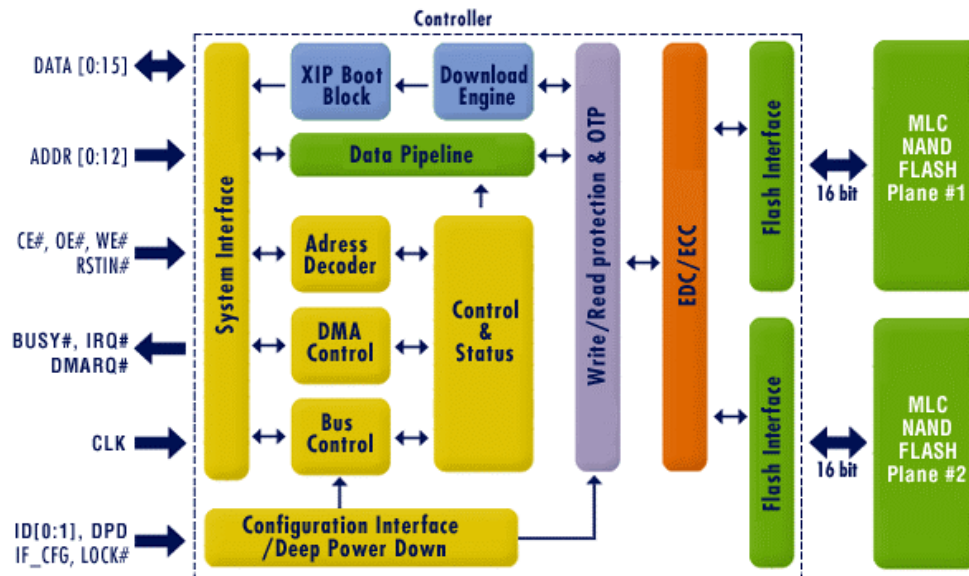 Controller
DATA [0:15]
ADDR [0:12]
CE#, OE#, WE#
RSTIN#
BUSY#, IRQ#
DMARQ#
CLK
ID[0:1], DPD
IF_CFG, LOCK#
System Interface
XIP Boot
Block
Download
Engine
Data Pipeline
Adress
Decoder
DMA
Control
Bus
Control
Control
&
Status
Configuration Interface
/Deep Power Down
Write/Read protection & OTP
EDC/ECC
Flash Interface
Flash Interface
16 bit
16 bit
MLC
NAND
FLASH
Plane #1
MLC
NAND
FLASH
Plane #2